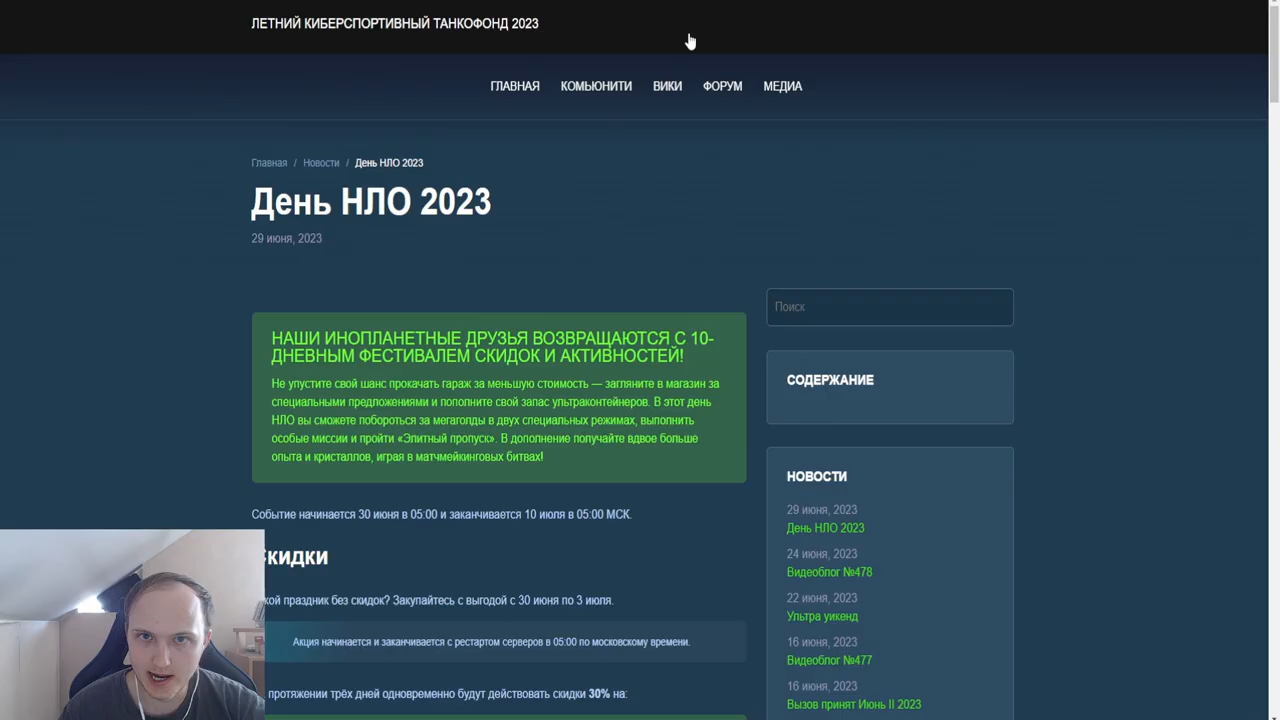 ЛЕТНИЙ КИБЕРСПОРТИВНЫЙ ТАНКОФОНД 2023
ГЛАВНАЯ КОМЬЮНИТИ ВИКИ ФОРУМ МЕДИА
Главная / Новости / День НЛО 2023
День НЛО 2023
29 июня, 2023
НАШИ ИНОПЛАНЕТНЫЕ ДРУЗЬЯ ВОЗВРАЩАЮТСЯ С 10-
ДНЕВНЫМ ФЕСТИВАЛЕМ СКИДОК И АКТИВНОСТЕЙ!
Не упустите свой шанс прокачать гараж за меньшую стоимость — загляните в магазин за
специальными предложениями и пополните свой запас ультраконтейнеров. В этот день
НЛО вы сможете побороться за мегаголды в двух специальных режимах, выполнить
особые миссии и пройти «Элитный пропуск». В дополнение получайте вдвое больше
опыта и кристаллов, играя в матчмейкинговых битвах!
Событие начинается 30 июня в 05:00 и заканчивается 10 июля в 05:00 МСК.
Скидки
кой праздник без скидок? Закупайтесь с выгодой с 30 июня по 3 июля.
Акция начинается и заканчивается с рестартом серверов в 05:00 по московскому времени.
протяжении трёх дней одновременно будут действовать скидки 30% на:
Поиск
СОДЕРЖАНИЕ
НОВОСТИ
29 июня, 2023
День НЛО 2023
24 июня, 2023
Видеоблог №478
22 июня, 2023
Ультра уикенд
16 июня, 2023
Видеоблог №477
16 июня, 2023
Вызов принят Июнь II 2023